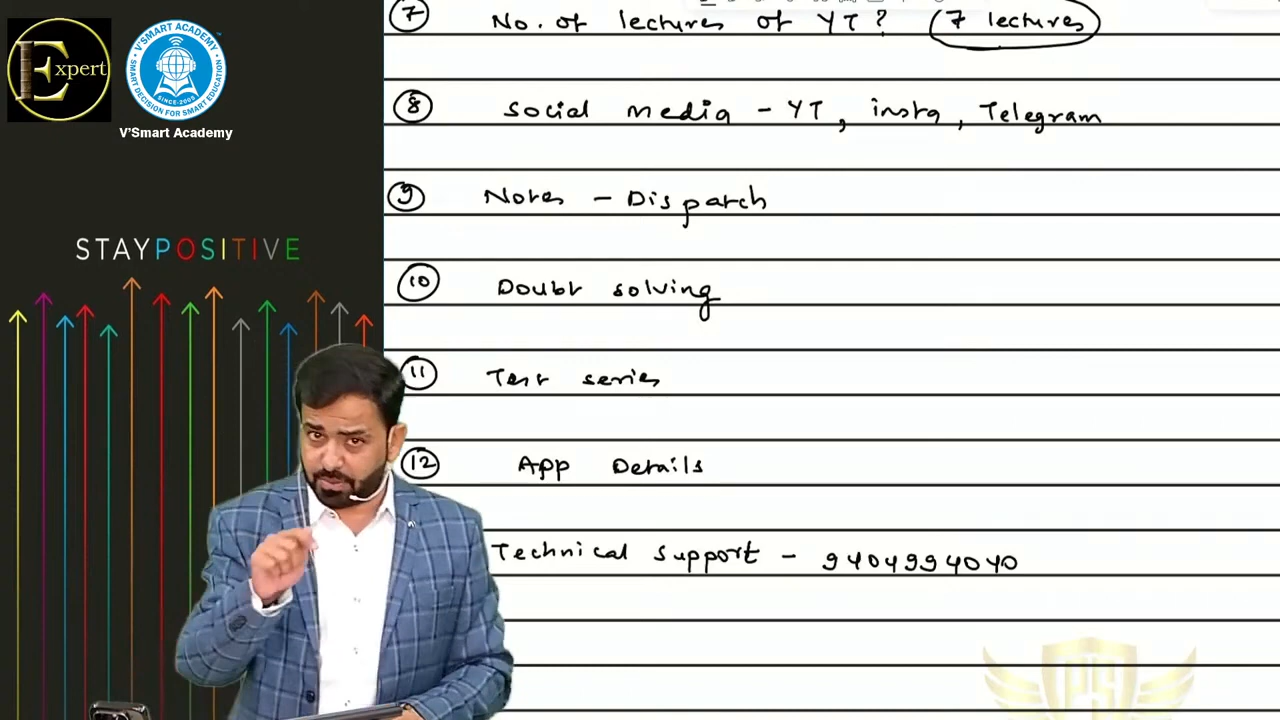 Expert
V'SMART ACADEMY
SMART DECISION FOR SMART EDUCATION
SINCE-2005
V'Smart Academy
STAYPOSITIVE
7 No. of lectures of YT? 7 lectures
8 Social media - YT, insta, Telegram
9 Notes - Dispatch
10 Doubt solving
11 Test series
12 App Details
Technical support - 9404994040